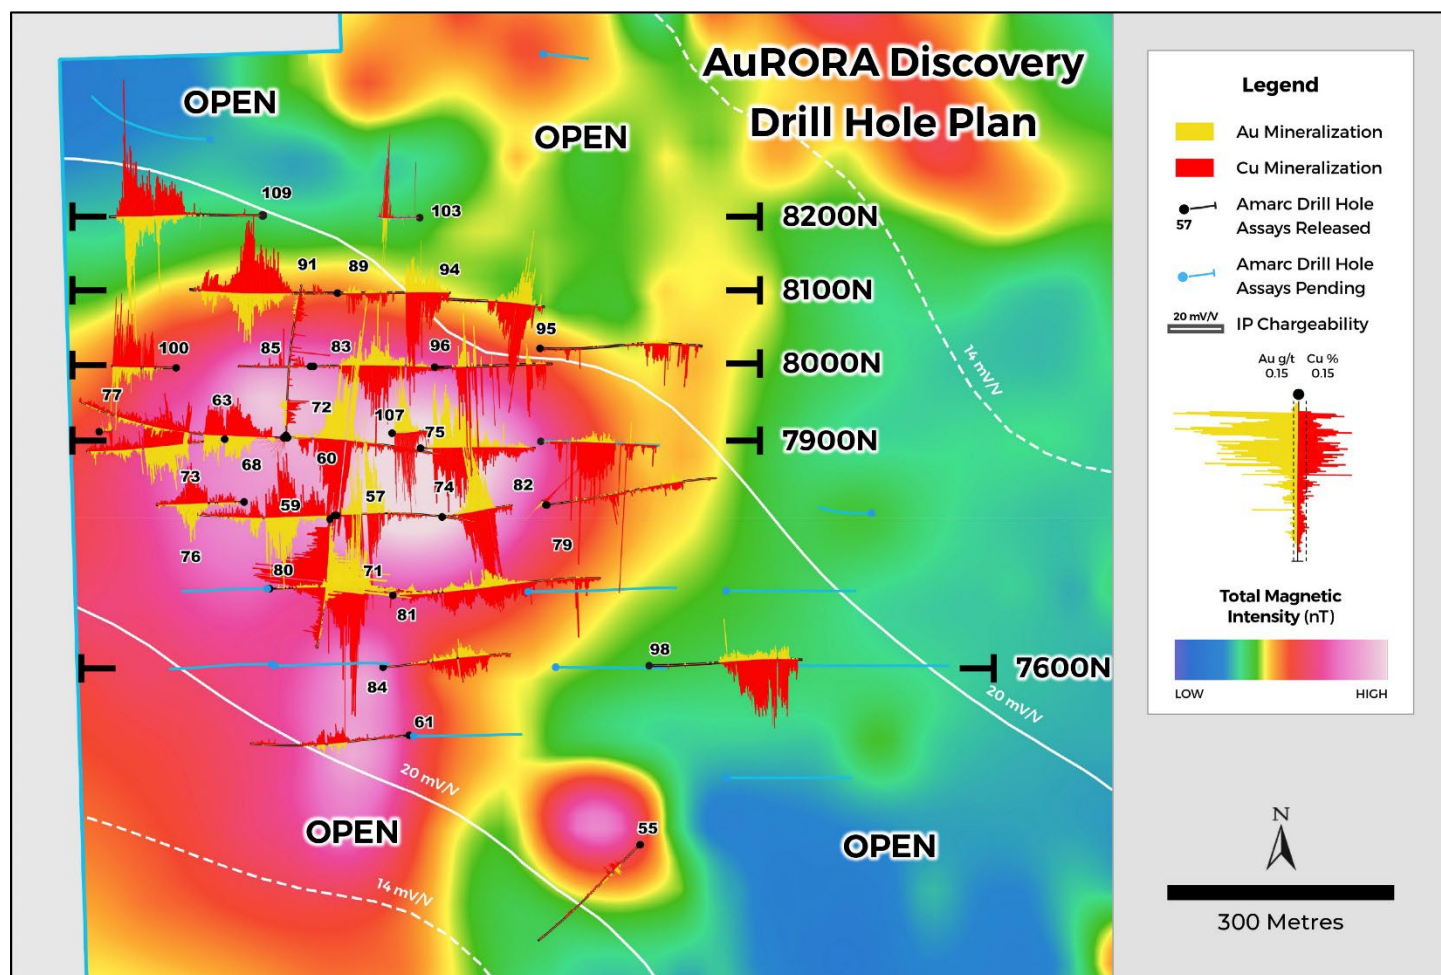 AuRORA Discovery
Drill Hole Plan
OPEN
OPEN
109
103
8200N
91
89
94
8100N
95
100
85
83
96
8000N
14 mV/V
77
63
72
107
75
7900N
68
60
73
59
57
74
82
76
80
71
79
81
84
98
7600N
20 mV/V
61
20 mV/V
OPEN
55
OPEN
14 mV/V
Legend
Au Mineralization
Cu Mineralization
57
Amarc Drill Hole
Assays Released
Amarc Drill Hole
Assays Pending
20 mV/V
IP Chargeability
Au g/t Cu %
0.15 0.15
Total Magnetic
Intensity (nT)
LOW HIGH
N
300 Metres